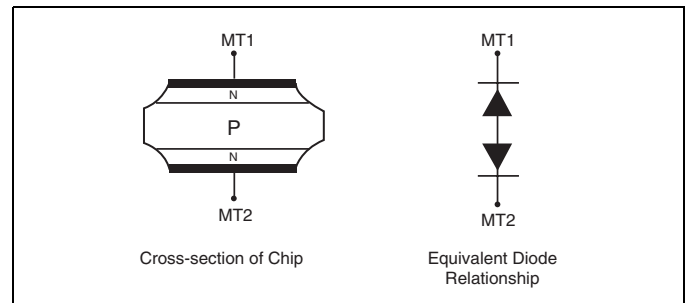 MT1
N
P
N
MT2
Cross-section of Chip
MT1
MT2
Equivalent Diode
Relationship